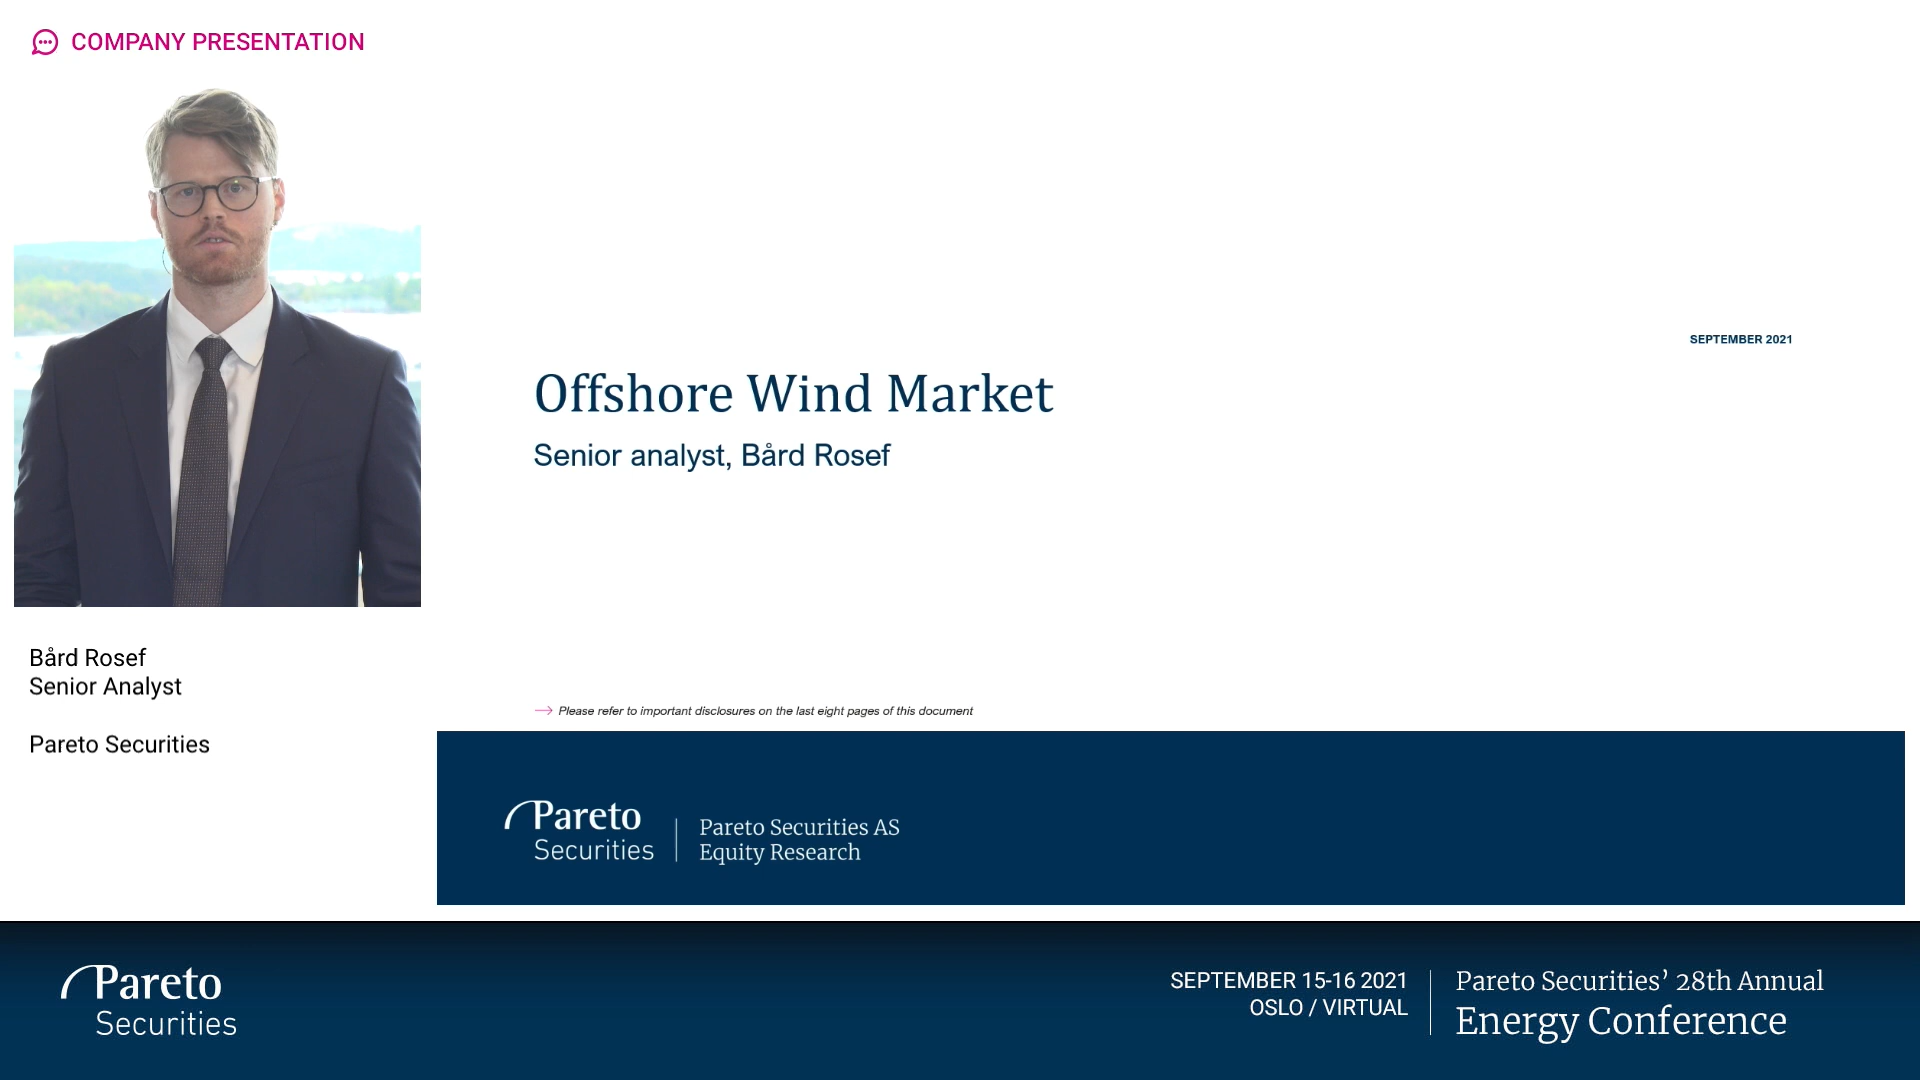 COMPANY PRESENTATION
Bård Rosef
Senior Analyst
Pareto Securities
SEPTEMBER 2021
Offshore Wind Market
Senior analyst, Bård Rosef
Please refer to important disclosures on the last eight pages of this document
Pareto
Securities
Pareto Securities AS
Equity Research
Pareto
Securities
SEPTEMBER 15-16 2021
OSLO / VIRTUAL
Pareto Securities’ 28th Annual
Energy Conference